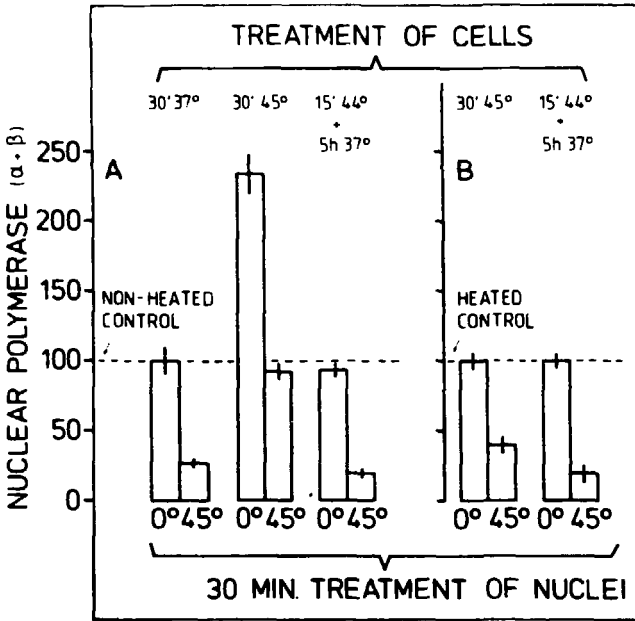 TREATMENT OF CELLS
30' 37° 30' 45° 15' 44° 30' 45° 15' 44°
+ +
5h 37° 5h 37°
A B
NUCLEAR POLYMERASE (α+β)
250
200
150
100
50
0
NON-HEATED
CONTROL
HEATED
CONTROL
0° 45° 0° 45° 0° 45° 0° 45° 0° 45°
30 MIN. TREATMENT OF NUCLEI